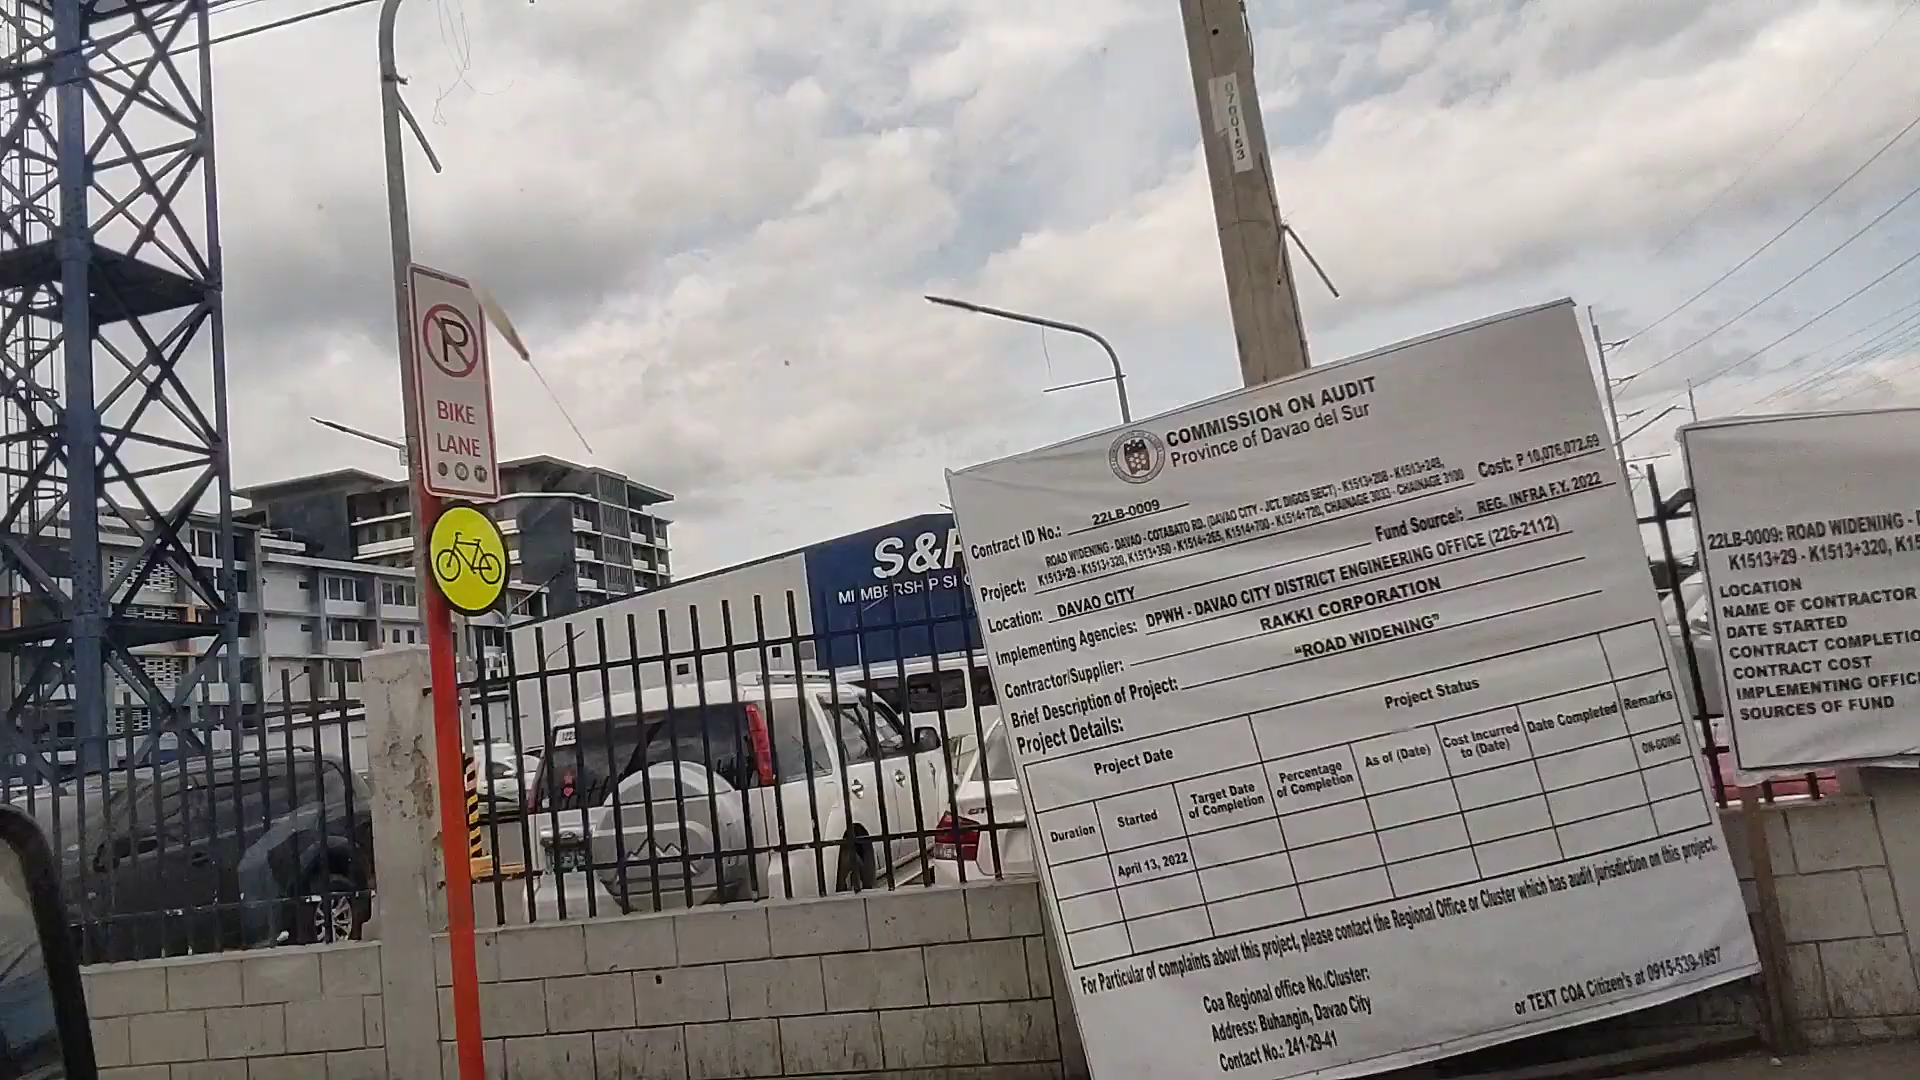 0700153
P
BIKE
LANE
S&
MEMBERSHIP
COMMISSION ON AUDIT
Province of Davao del Sur
Contract ID No.: 22LB-0009
Project: ROAD WIDENING - DAVAO - COTABATO RD. (DAVAO CITY - JCT. DIGOS SECT) - K1513+208 - K1513+249,
K1513+29 - K1513+320, K1513+350 - K1514+265, K1514+700 - K1514+720, CHAINAGE 3033 - CHAINAGE 3100
Cost: P 10,076,072.69
Location: DAVAO CITY
Fund Source/: REG. INFRA F.Y. 2022
Implementing Agencies: DPWH - DAVAO CITY DISTRICT ENGINEERING OFFICE (226-2112)
Contractor/Supplier: RAKKI CORPORATION
Brief Description of Project: "ROAD WIDENING"
Project Details:
Project Date Project Status
Duration Started Target Date of Completion Percentage of Completion As of (Date) Cost Incurred to (Date) Date Completed Remarks
April 13, 2022 ON-GOING
For Particular of complaints about this project, please contact the Regional Office or Cluster which has audit jurisdiction on this project.
Coa Regional office No./Cluster:
Address: Buhangin, Davao City
Contact No.: 241-29-41
or TEXT COA Citizen's at 0915-539-1957
22LB-0009: ROAD WIDENING -
K1513+29 - K1513+320,
LOCATION
NAME OF CONTRACTOR
DATE STARTED
CONTRACT COMPLETIO
CONTRACT COST
IMPLEMENTING OFFICE
SOURCES OF FUND